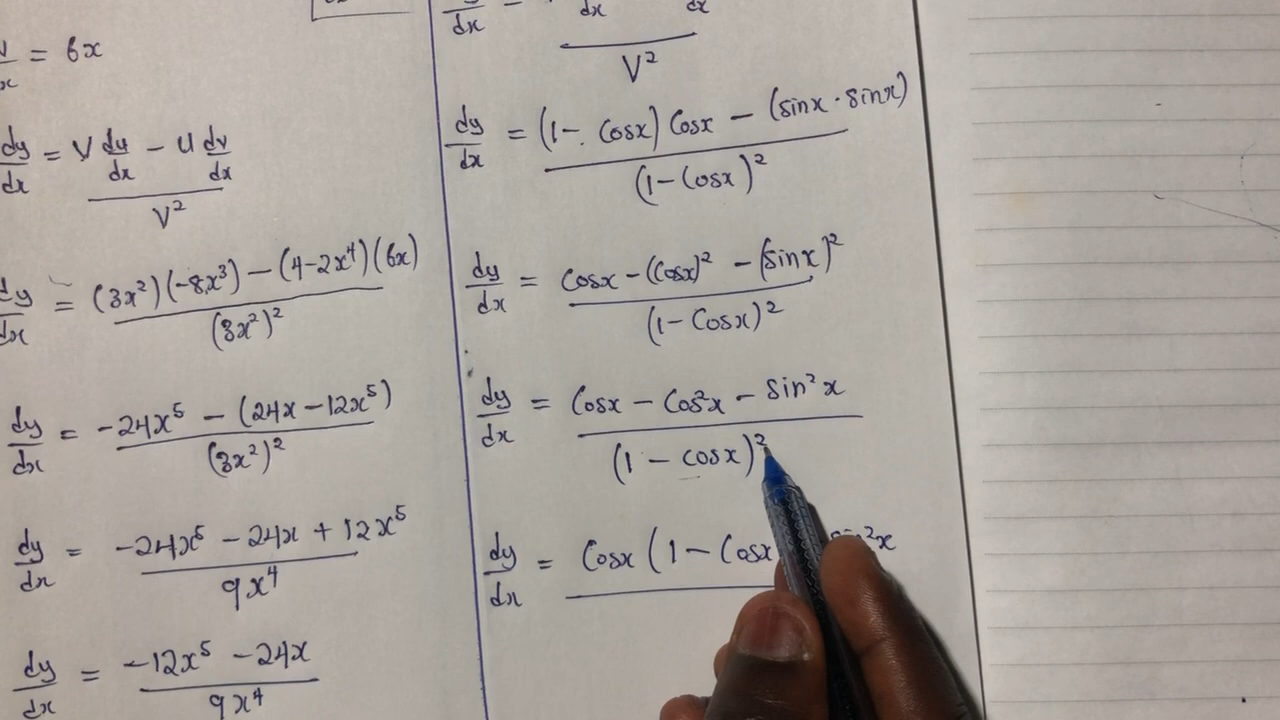 = 6x
dy/dx = V du/dx - U dv/dx / V²
dy/dx = (3x²)(-8x³) - (4-2x⁴)(6x) / (3x²)²
dy/dx = -24x⁵ - (24x - 12x⁵) / (3x²)²
dy/dx = -24x⁵ - 24x + 12x⁵ / 9x⁴
dy/dx = -12x⁵ - 24x / 9x⁴
dx dx dx
V²
dy/dx = (1 - Cosx) Cosx - (sinx · sinx) / (1 - Cosx)²
dy/dx = Cosx - (Cosx)² - (sinx)² / (1 - Cosx)²
dy/dx = Cosx - Cos²x - sin²x / (1 - Cosx)²
dy/dx = Cosx (1 - Cosx